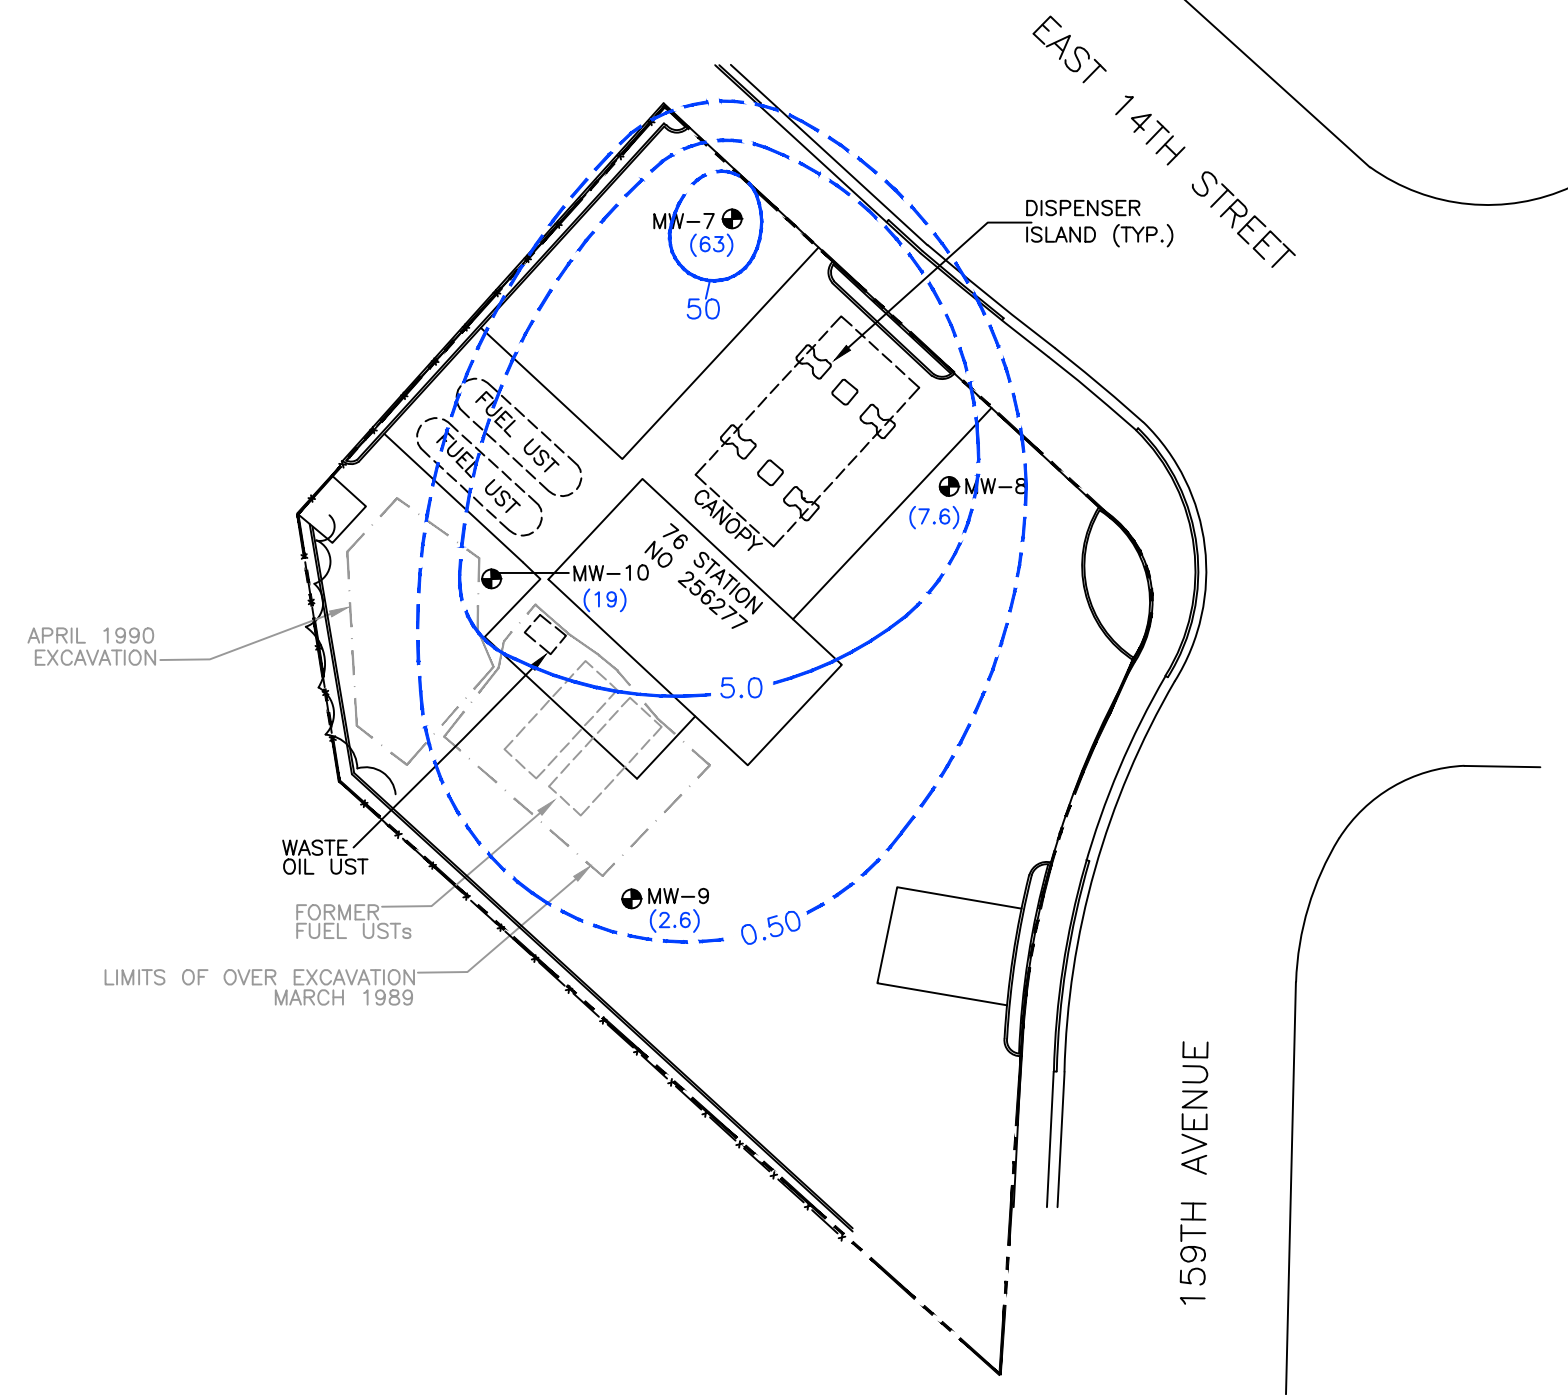 EAST 14TH STREET
DISPENSER
ISLAND (TYP.)
MW-7
(63)
50
FUEL UST
FUEL UST
CANOPY
MW-8
(7.6)
76 STATION
NO 256277
MW-10
(19)
APRIL 1990
EXCAVATION
5.0
WASTE
OIL UST
MW-9
(2.6)
0.50
FORMER
FUEL USTs
LIMITS OF OVER EXCAVATION
MARCH 1989
159TH AVENUE